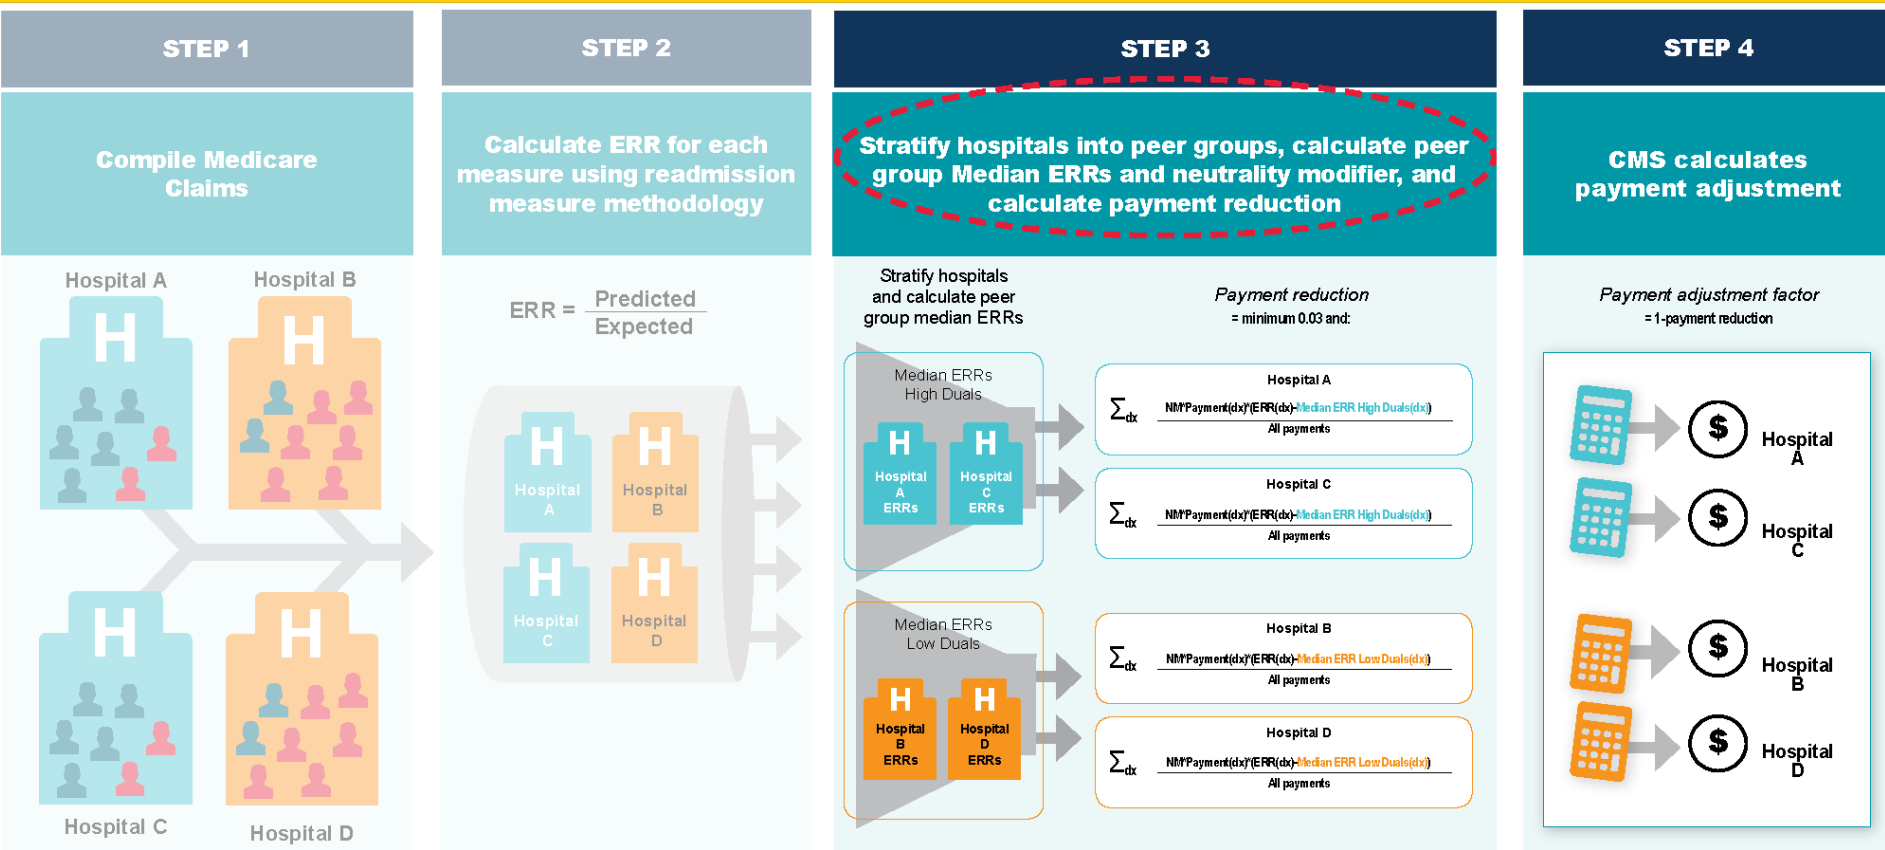 STEP 1
Compile Medicare
Claims
Hospital A
H
Hospital B
H
H
Hospital C
H
Hospital D
STEP 2
Calculate ERR for each
measure using readmission
measure methodology
ERR = Predicted
Expected
H
Hospital
A
H
Hospital
B
H
Hospital
C
H
Hospital
D
STEP 3
Stratify hospitals into peer groups, calculate peer
group Median ERRs and neutrality modifier, and
calculate payment reduction
Stratify hospitals
and calculate peer
group median ERRs
Payment reduction
= minimum 0.03 and:
Median ERRs
High Duals
H
Hospital
A
ERRs
H
Hospital
C
ERRs
Hospital A
∑dx NM*Payment(dx)*(ERR(dx)-Median ERR High Duals(dx))
All payments
Hospital C
∑dx NM*Payment(dx)*(ERR(dx)-Median ERR High Duals(dx))
All payments
Median ERRs
Low Duals
H
Hospital
B
ERRs
H
Hospital
D
ERRs
Hospital B
∑dx NM*Payment(dx)*(ERR(dx)-Median ERR Low Duals(dx))
All payments
Hospital D
∑dx NM*Payment(dx)*(ERR(dx)-Median ERR Low Duals(dx))
All payments
STEP 4
CMS calculates
payment adjustment
Payment adjustment factor
= 1-payment reduction
$
Hospital
A
$
Hospital
C
$
Hospital
B
$
Hospital
D